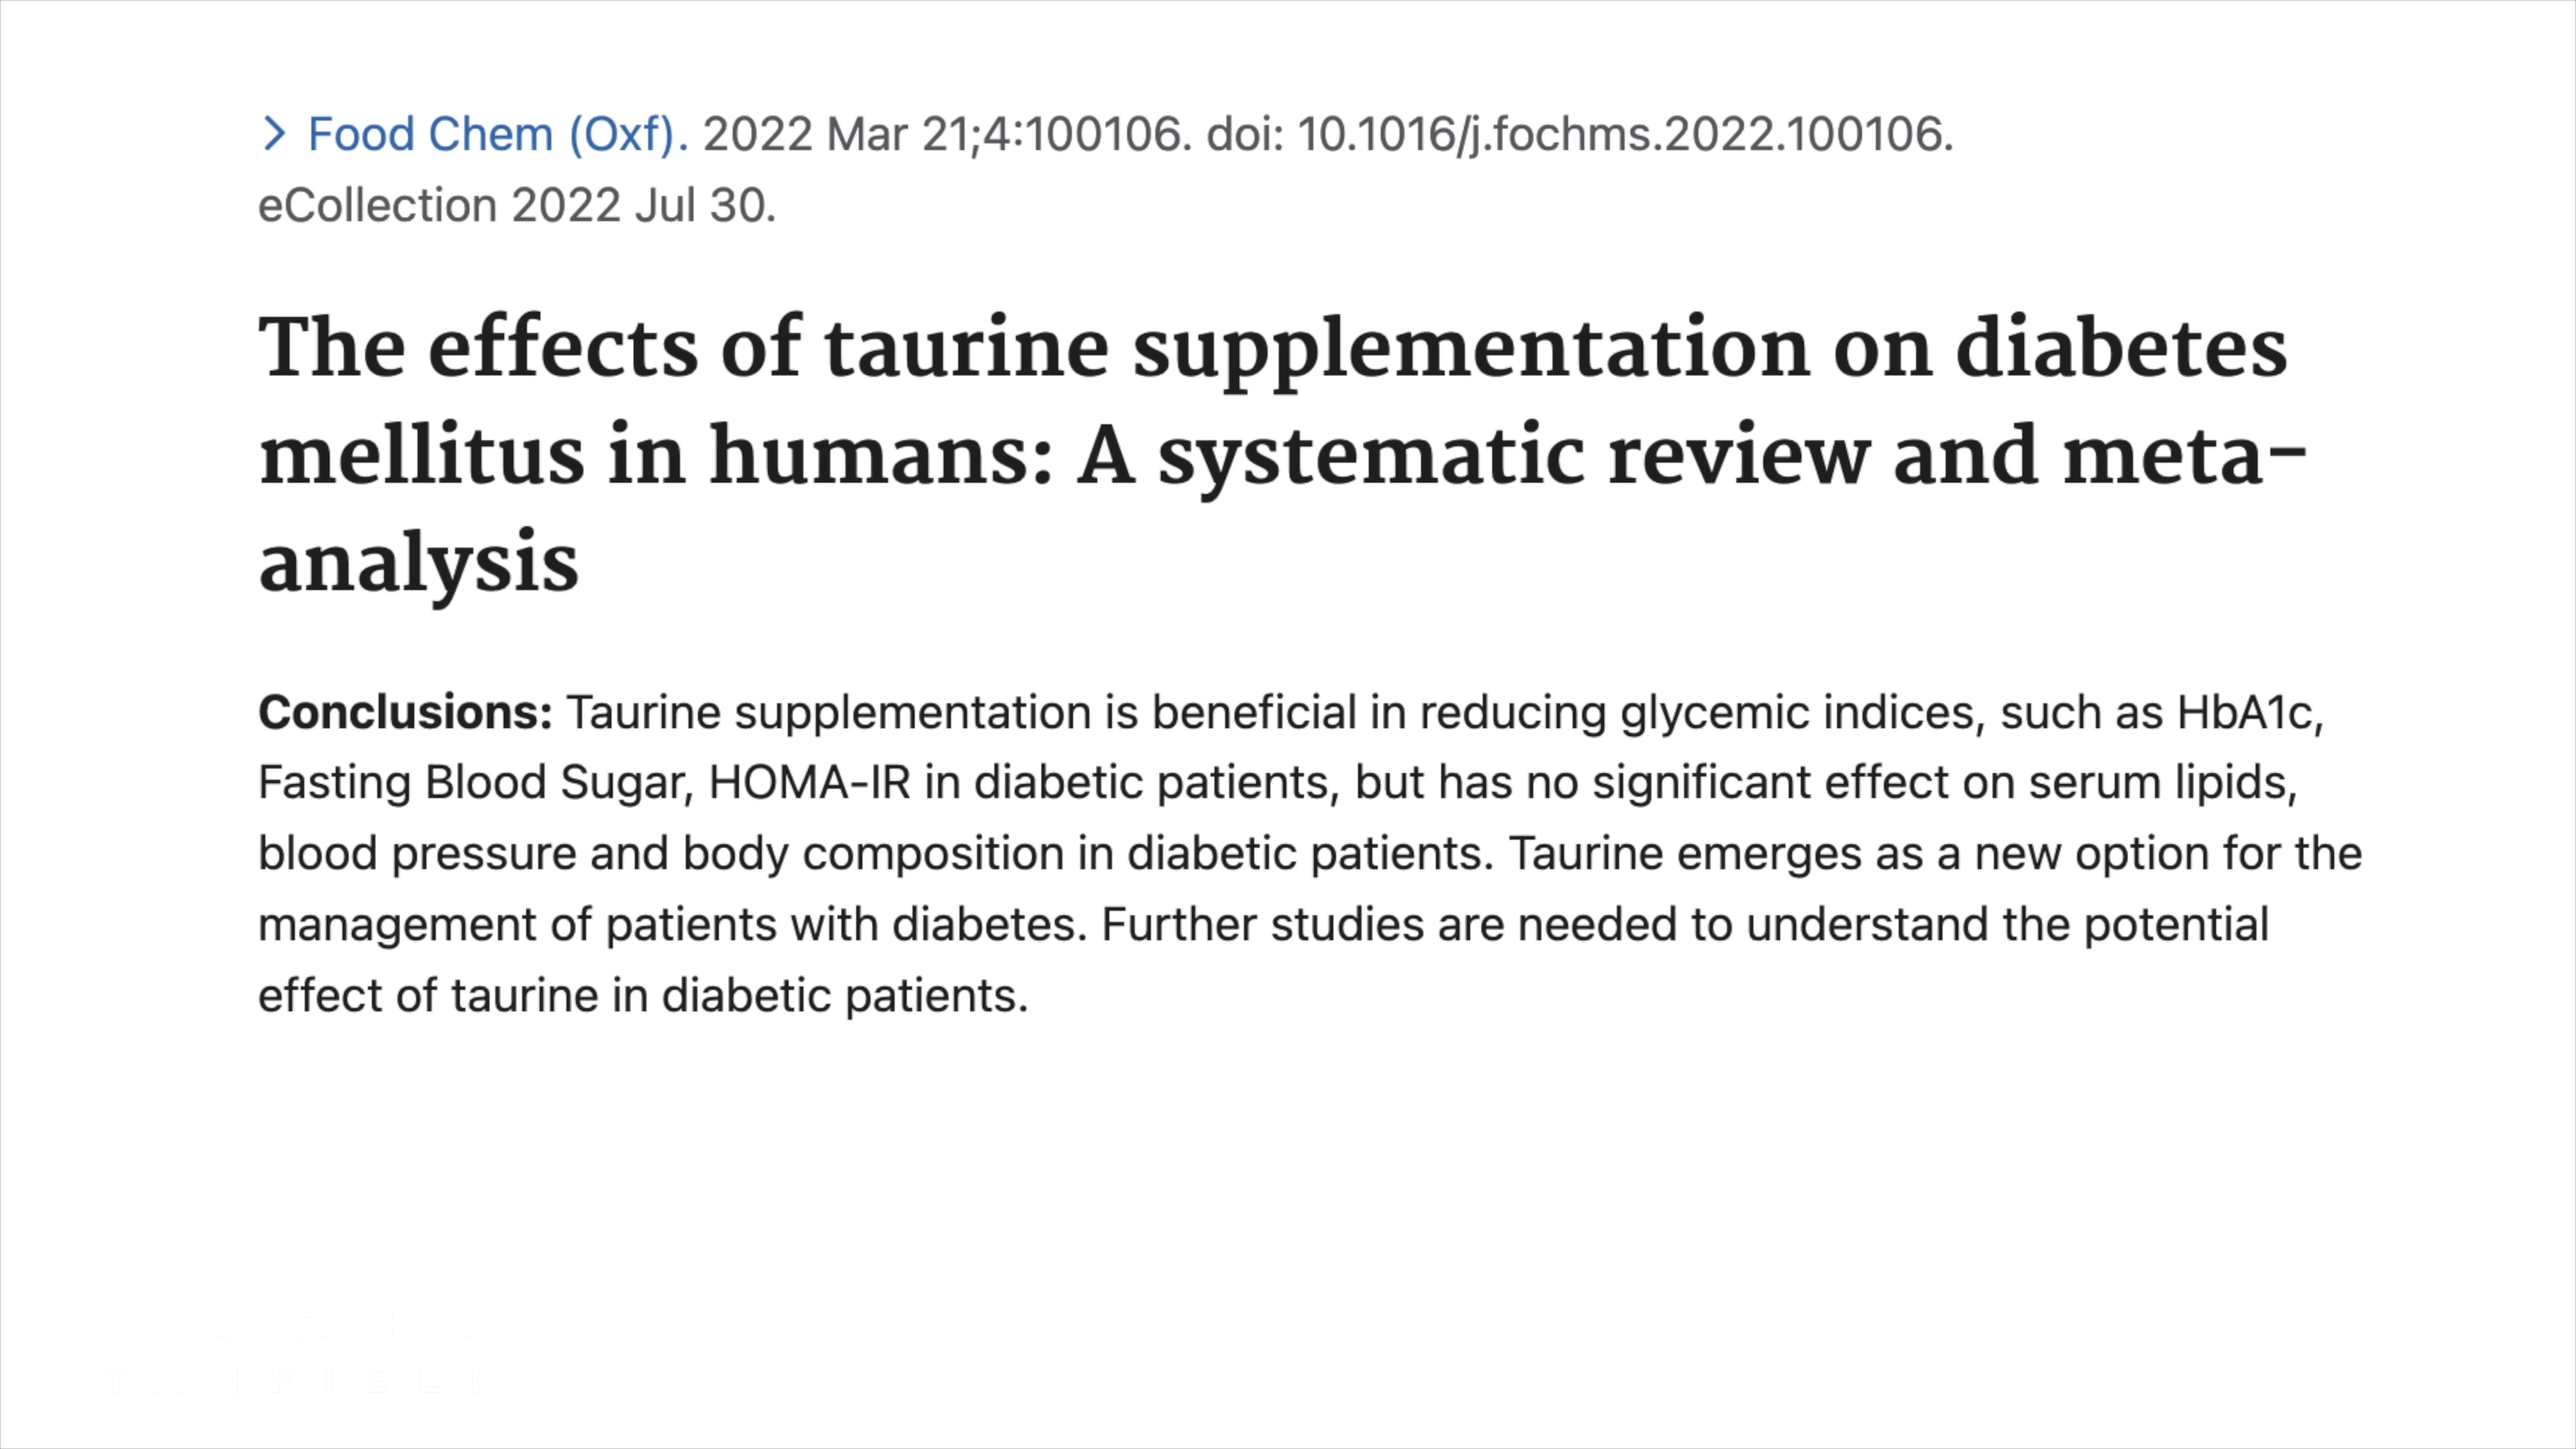 > Food Chem (Oxf). 2022 Mar 21;4:100106. doi: 10.1016/j.fochms.2022.100106.
eCollection 2022 Jul 30.
The effects of taurine supplementation on diabetes
mellitus in humans: A systematic review and meta-
analysis
Conclusions: Taurine supplementation is beneficial in reducing glycemic indices, such as HbA1c,
Fasting Blood Sugar, HOMA-IR in diabetic patients, but has no significant effect on serum lipids,
blood pressure and body composition in diabetic patients. Taurine emerges as a new option for the
management of patients with diabetes. Further studies are needed to understand the potential
effect of taurine in diabetic patients.